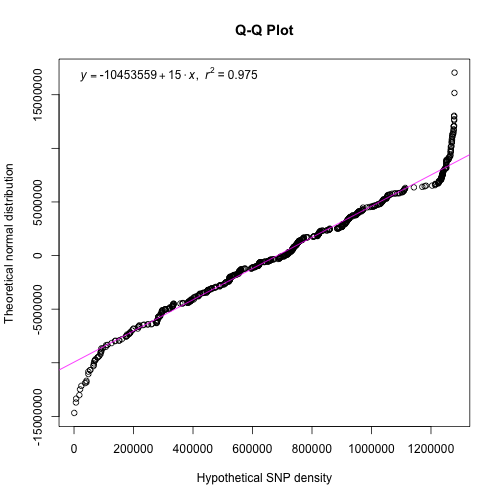 Q-Q Plot
y = -10453559 + 15 · x, r² = 0.975
15000000
5000000
0
-5000000
-15000000
Theoretical normal distribution
0 200000 400000 600000 800000 1000000 1200000
Hypothetical SNP density